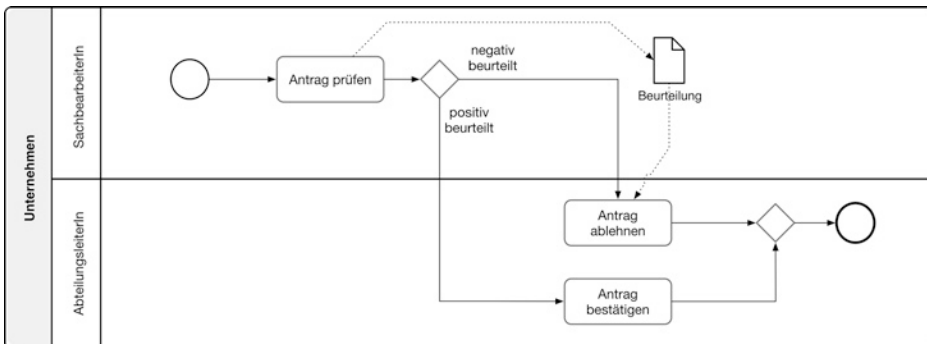 Unternehmen
SachbearbeiterIn
Antrag prüfen
negativ
beurteilt
positiv
beurteilt
Beurteilung
AbteilungsleiterIn
Antrag
ablehnen
Antrag
bestätigen